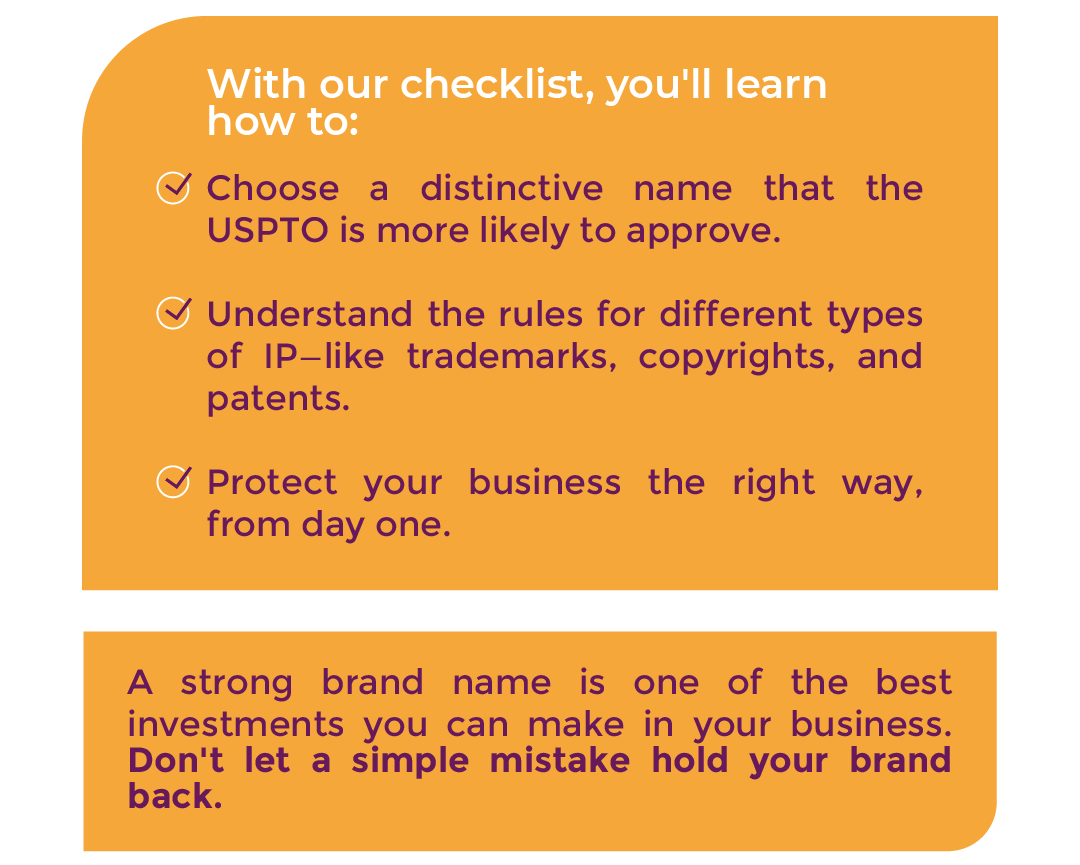 With our checklist, you'll learn
how to:
Choose a distinctive name that the
USPTO is more likely to approve.
Understand the rules for different types
of IP—like trademarks, copyrights, and
patents.
Protect your business the right way,
from day one.
A strong brand name is one of the best
investments you can make in your business.
Don't let a simple mistake hold your brand
back.